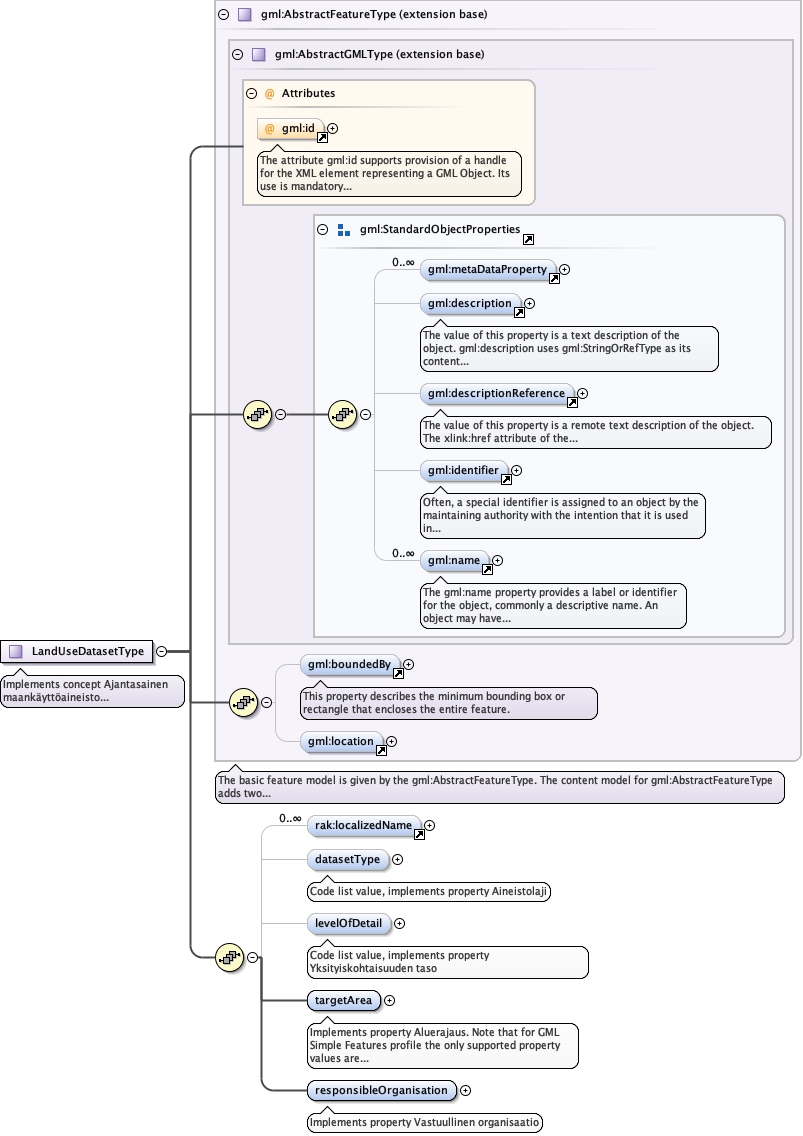 gml:AbstractFeatureType (extension base)
gml:AbstractGMLType (extension base)
@ Attributes
@ gml:id
The attribute gml:id supports provision of a handle
for the XML element representing a GML Object. Its
use is mandatory...
gml:StandardObjectProperties
0..∞
gml:metaDataProperty
gml:description
The value of this property is a text description of the
object. gml:description uses gml:StringOrRefType as its
content...
gml:descriptionReference
The value of this property is a remote text description of the object.
The xlink:href attribute of the...
gml:identifier
Often, a special identifier is assigned to an object by the
maintaining authority with the intention that it is used
in...
0..∞
gml:name
The gml:name property provides a label or identifier
for the object, commonly a descriptive name. An
object may have...
LandUseDatasetType
Implements concept Ajantasainen
maankäyttöaineisto...
gml:boundedBy
This property describes the minimum bounding box or
rectangle that encloses the entire feature.
gml:location
The basic feature model is given by the gml:AbstractFeatureType. The content model for gml:AbstractFeatureType
adds two...
0..∞
rak:localizedName
datasetType
Code list value, implements property Aineistolaji
levelOfDetail
Code list value, implements property
Yksityiskohtaisuuden taso
targetArea
Implements property Aluerajaus. Note that for GML
Simple Features profile the only supported property
values are...
responsibleOrganisation
Implements property Vastuullinen organisaatio